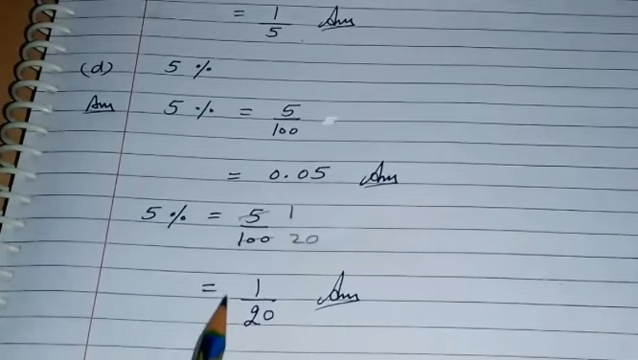 = 1/5 Ans
(d) 5 %
Ans 5 % = 5/100
= 0.05 Ans
5 % = 5/100 1 20
= 1/20 Ans